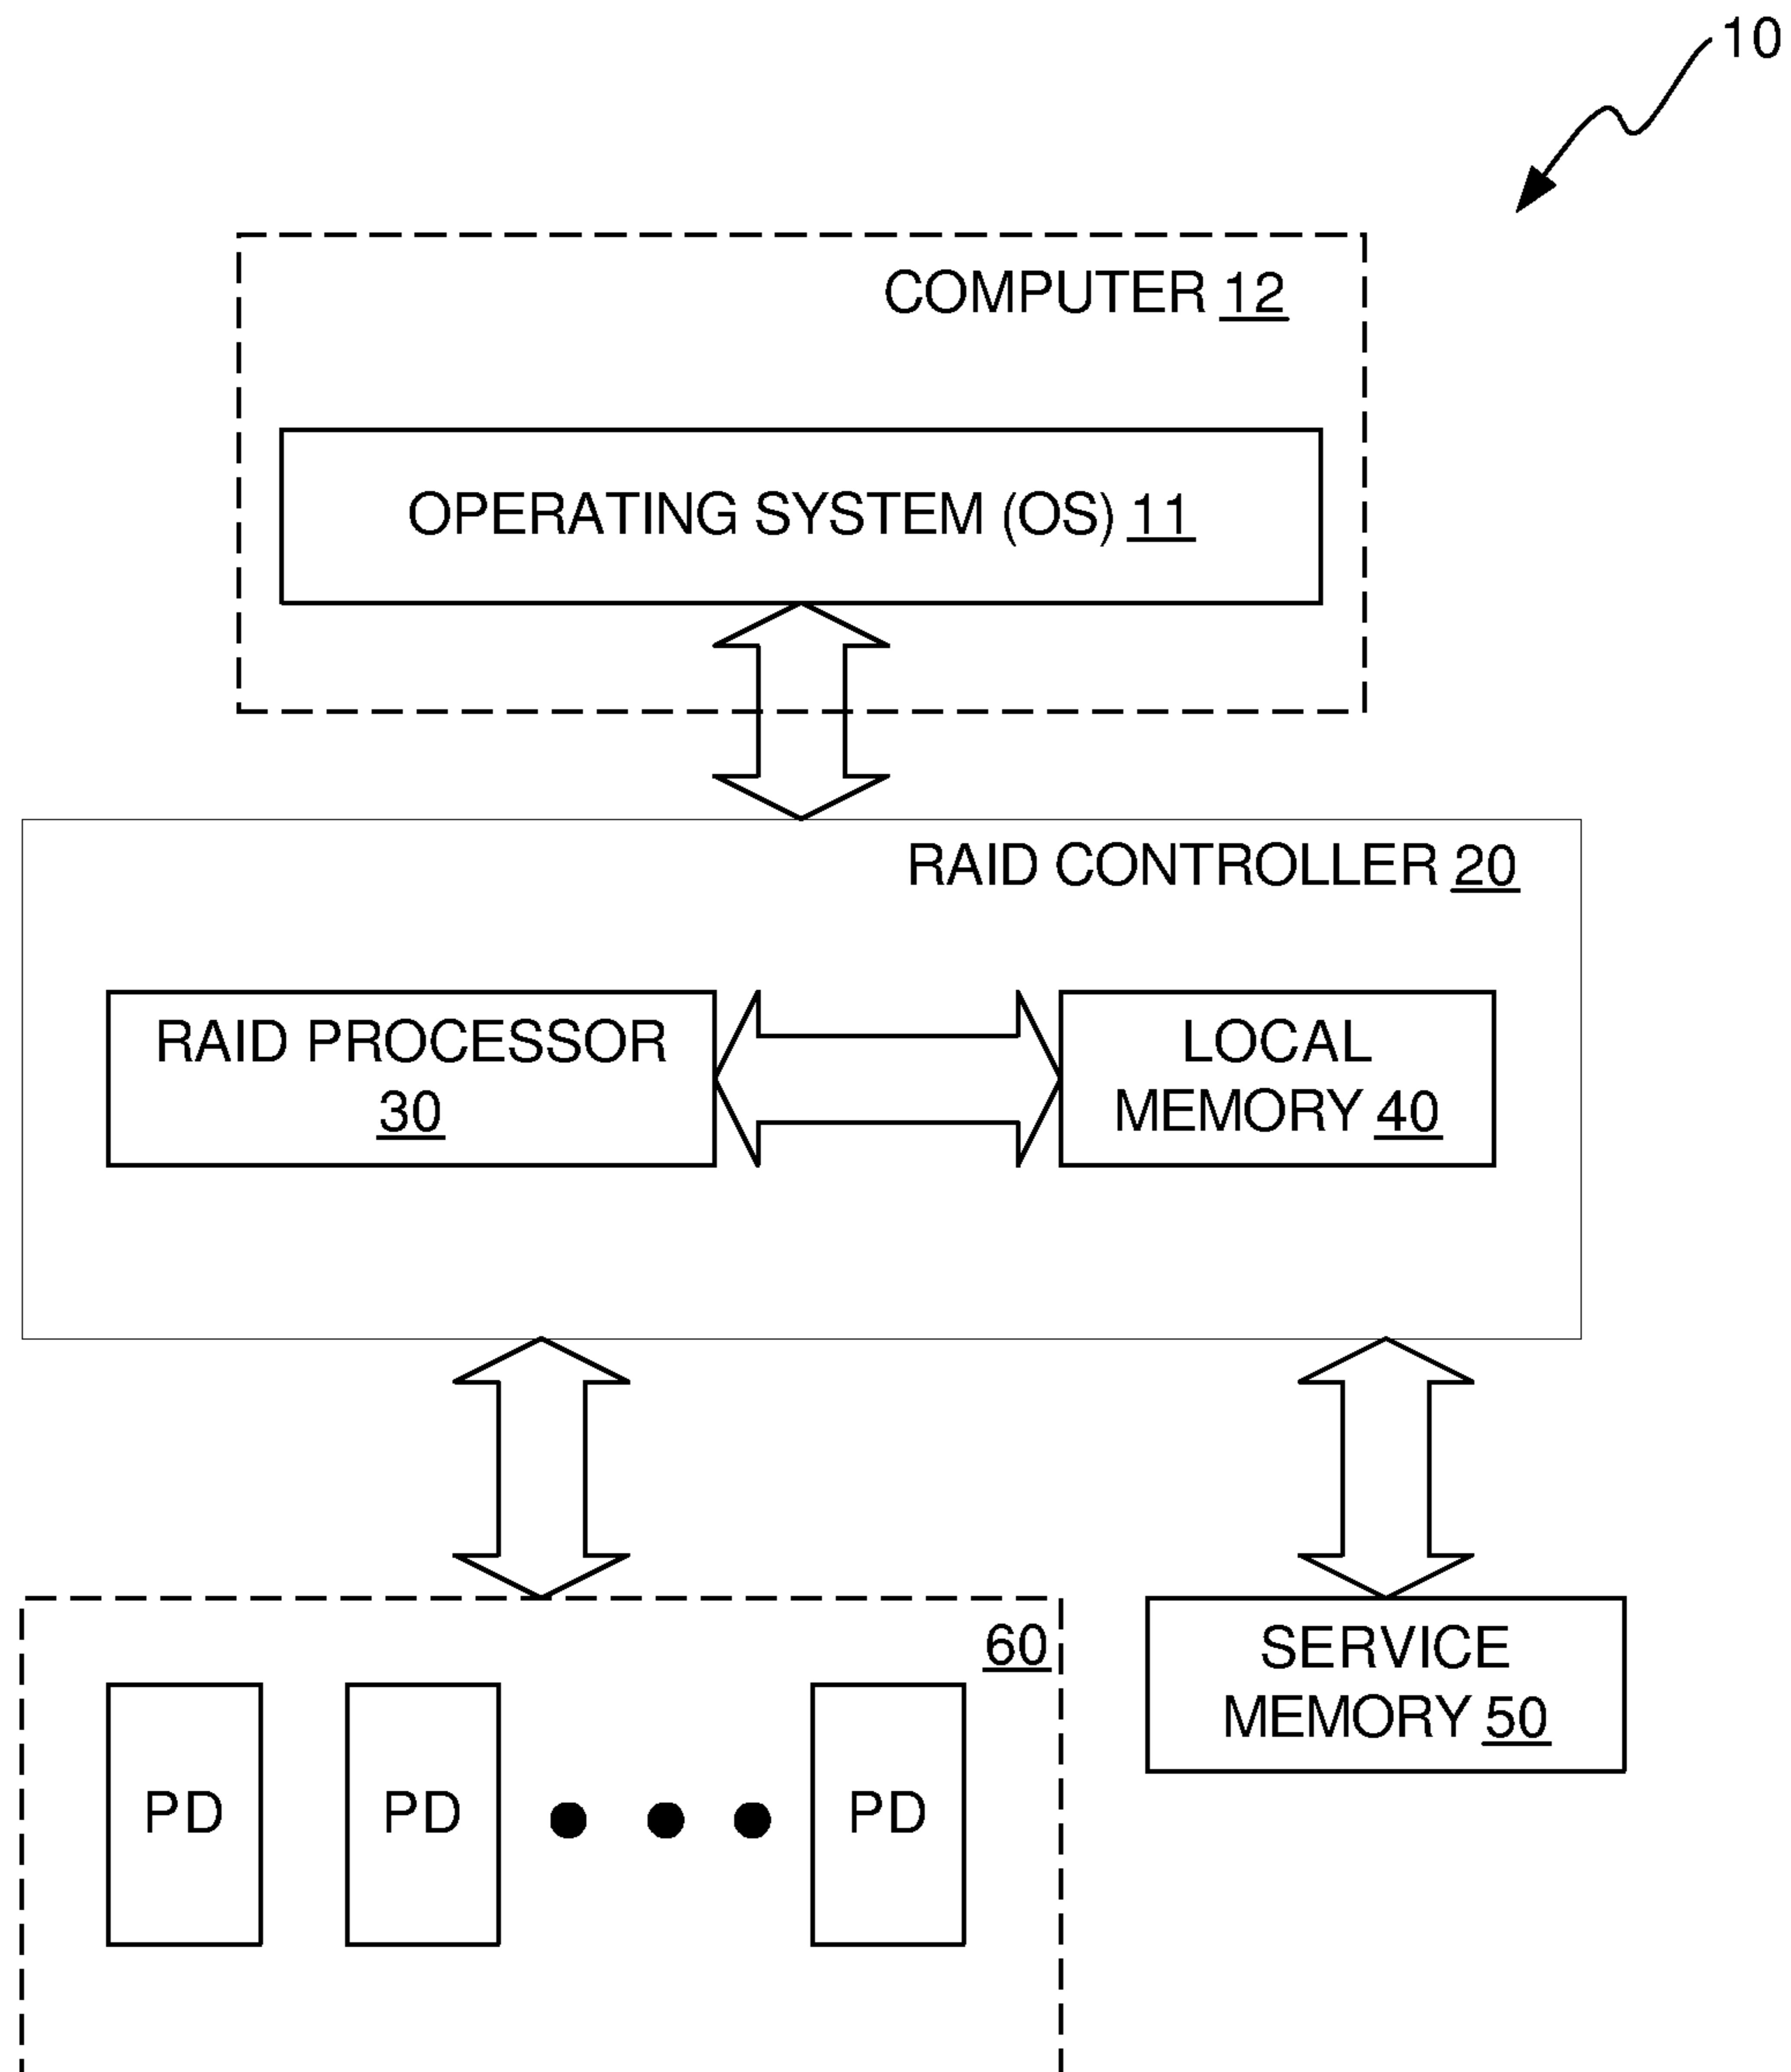 10
COMPUTER 12
OPERATING SYSTEM (OS) 11
RAID CONTROLLER 20
RAID PROCESSOR
30
LOCAL
MEMORY 40
60
PD PD PD
SERVICE
MEMORY 50